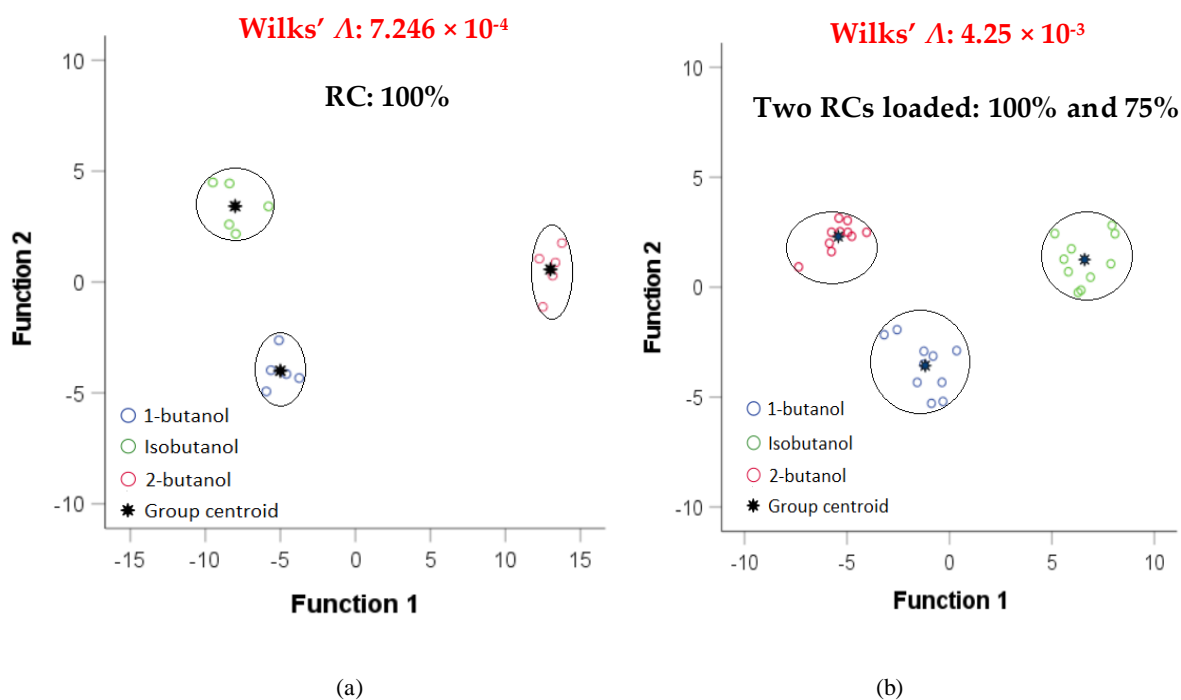 Wilks’ Λ: 7.246 × 10⁻⁴
RC: 100%
10
5
0
-5
-10
Function 2
1-butanol
Isobutanol
2-butanol
Group centroid
-15
-10
-5
0
5
10
15
Function 1
(a)
Wilks’ Λ: 4.25 × 10⁻³
Two RCs loaded: 100% and 75%
10
5
0
-5
-10
Function 2
1-butanol
Isobutanol
2-butanol
Group centroid
-10
-5
0
5
10
Function 1
(b)